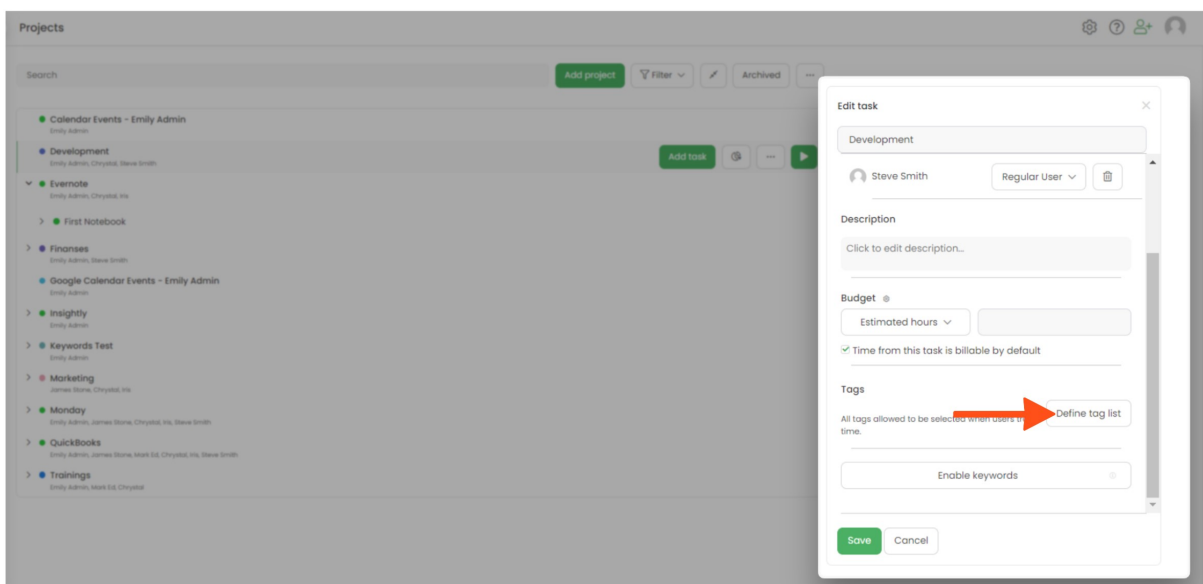 Projects
Search
Add project
Filter
Archived
Calendar Events - Emily Admin
Emily Admin
Development
Emily Admin, Chrystal, Steve Smith
Add task
Evernote
Emily Admin, Chrystal, Iris
First Notebook
Finanses
Emily Admin, Steve Smith
Google Calendar Events - Emily Admin
Emily Admin
Insightly
Emily Admin
Keywords Test
Emily Admin
Marketing
James Stone, Chrystal, Iris
Monday
Emily Admin, James Stone, Chrystal, Iris, Steve Smith
QuickBooks
Emily Admin, James Stone, Mark Ed, Chrystal, Iris, Steve Smith
Trainings
Emily Admin, Mark Ed, Chrystal
Edit task
Development
Steve Smith
Regular User
Description
Click to edit description...
Budget
Estimated hours
Time from this task is billable by default
Tags
All tags allowed to be selected when users
time.
Define tag list
Enable keywords
Save
Cancel